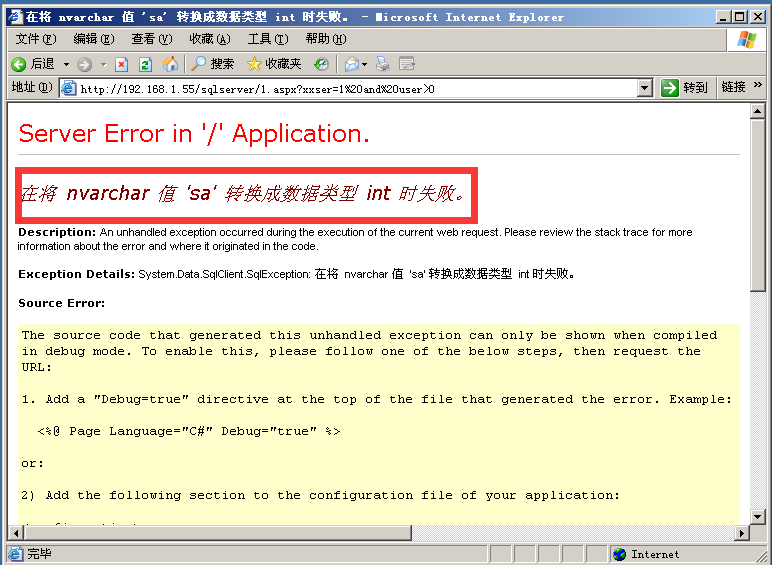 在将 nvarchar 值 'sa' 转换成数据类型 int 时失败。 - Microsoft Internet Explorer
文件(F) 编辑(E) 查看(V) 收藏(A) 工具(T) 帮助(H)
后退 搜索 收藏夹
地址(D) http://192.168.1.55/sqlserver/1.aspx?xxser=1%20and%20user>0 转到 链接 »
Server Error in '/' Application.
在将 nvarchar 值 'sa' 转换成数据类型 int 时失败。
Description: An unhandled exception occurred during the execution of the current web request. Please review the stack trace for more
information about the error and where it originated in the code.
Exception Details: System.Data.SqlClient.SqlException: 在将 nvarchar 值 'sa' 转换成数据类型 int 时失败。
Source Error:
The source code that generated this unhandled exception can only be shown when compiled
in debug mode. To enable this, please follow one of the below steps, then request the
URL:
1. Add a "Debug=true" directive at the top of the file that generated the error. Example:
<%@ Page Language="C#" Debug="true" %>
or:
2) Add the following section to the configuration file of your application:
完毕 Internet